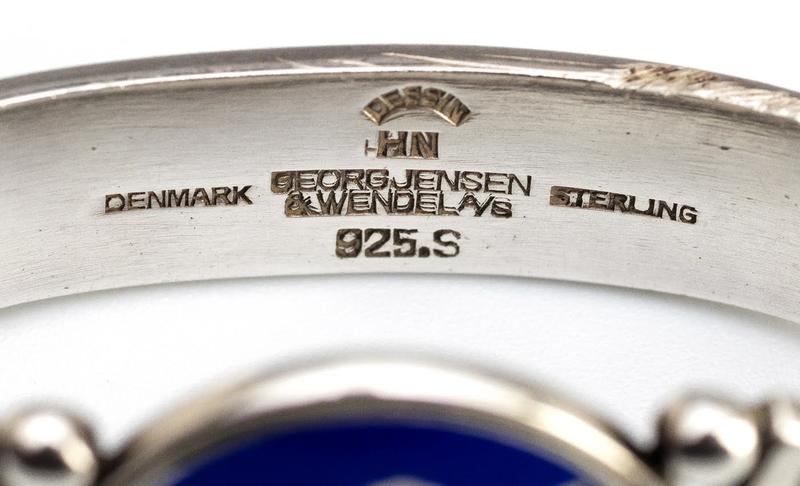 DESSIN
HN
DENMARK GEORG JENSEN STERLING
& WENDEL A/S
925.S